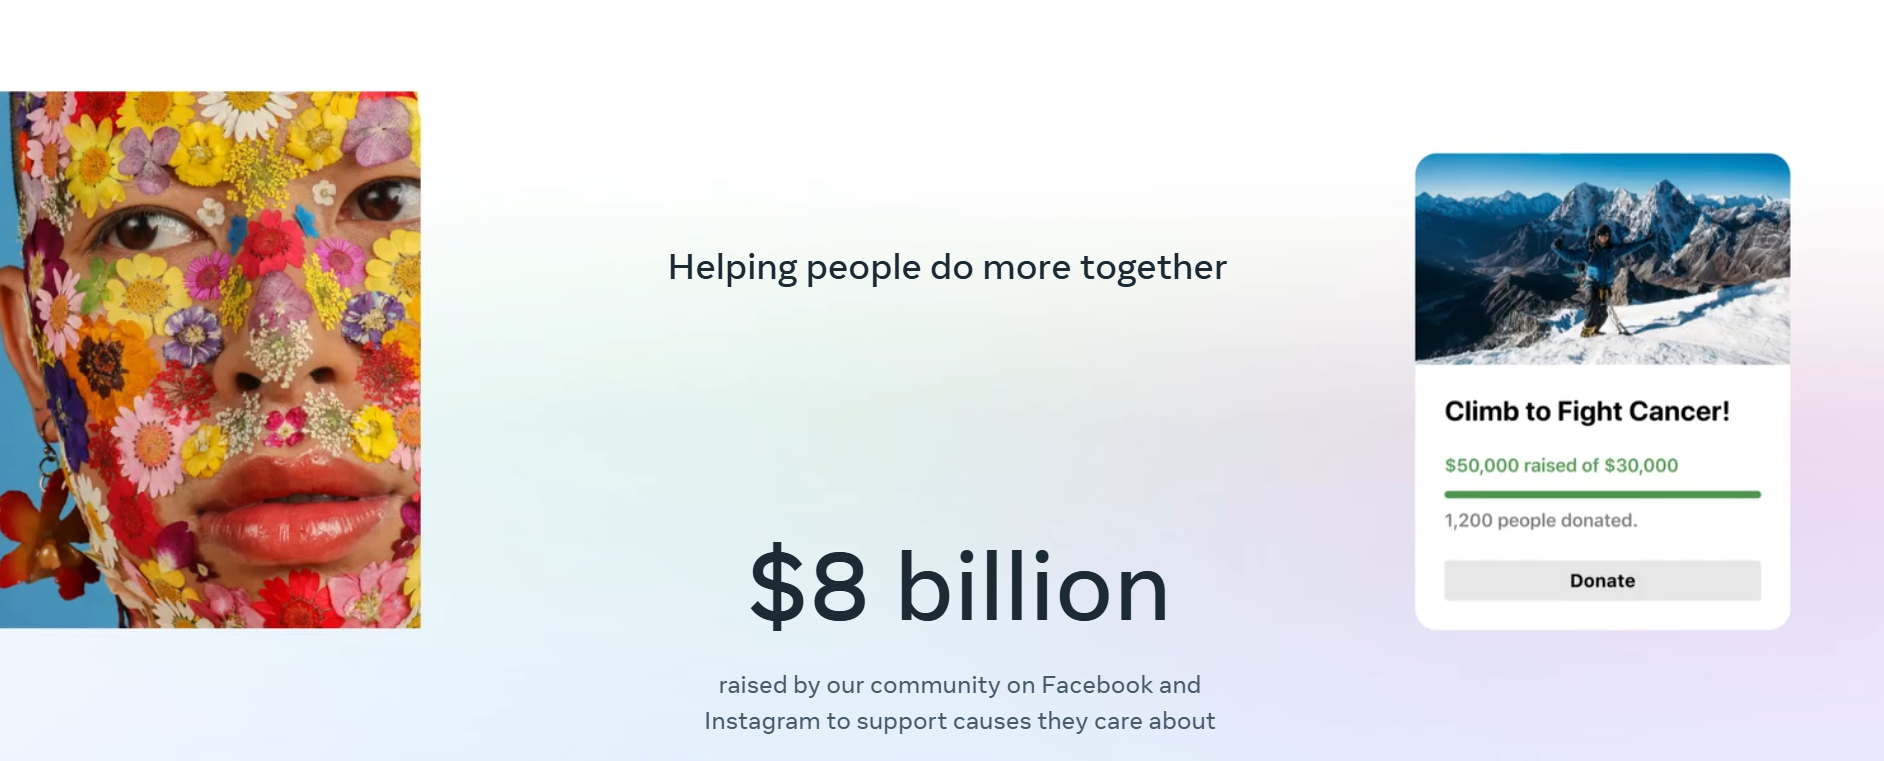 Helping people do more together
$8 billion
raised by our community on Facebook and
Instagram to support causes they care about
Climb to Fight Cancer!
$50,000 raised of $30,000
1,200 people donated.
Donate